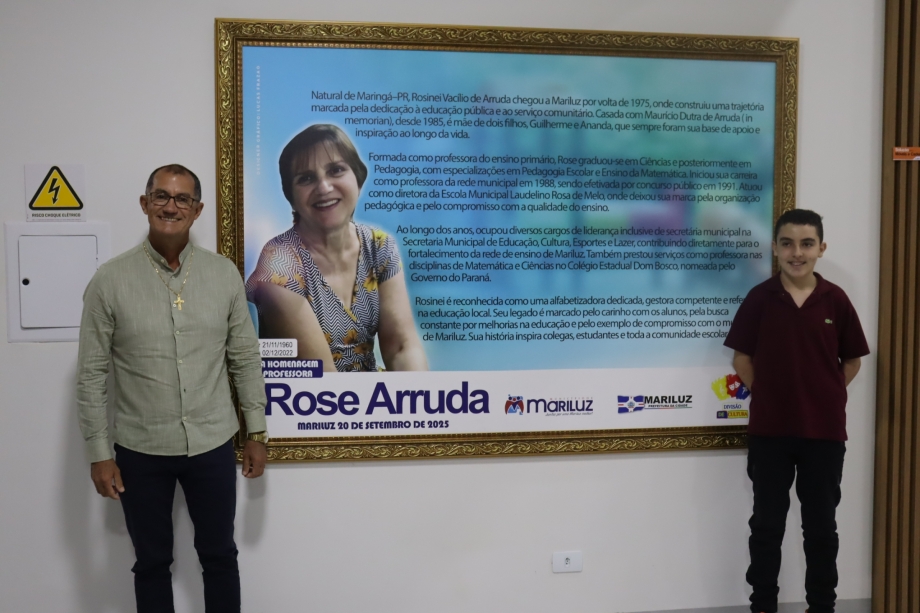 Natural de Maringá–PR, Rosinei Vacílio de Arruda chegou a Mariluz por volta de 1975, onde construiu uma trajetória
marcada pela dedicação à educação pública e ao serviço comunitário. Casada com Maurício Dutra de Arruda ( in
memorian), desde 1985, é mãe de dois filhos, Guilherme e Ananda, que sempre foram sua base de apoio e
inspiração ao longo da vida.
Formada como professora do ensino primário, Rose graduou-se em Ciências e posteriormente em
Pedagogia, com especializações em Pedagogia Escolar e Ensino da Matemática. Iniciou sua carreira
como professora da rede municipal em 1988, sendo efetivada por concurso público em 1991. Atuou
como diretora da Escola Municipal Laudelino Rosa de Melo, onde deixou sua marca pela organização
pedagógica e pelo compromisso com a qualidade do ensino.
Ao longo dos anos, ocupou diversos cargos de liderança inclusive de secretária municipal na
Secretaria Municipal de Educação, Cultura, Esportes e Lazer, contribuindo diretamente para o
fortalecimento da rede de ensino de Mariluz. Também prestou serviços como professora nas
disciplinas de Matemática e Ciências no Colégio Estadual Dom Bosco, nomeada pelo
Governo do Paraná.
Rosinei é reconhecida como uma alfabetizadora dedicada, gestora competente e
na educação local. Seu legado é marcado pelo carinho com os alunos, pela busca
constante por melhorias na educação e pelo exemplo de compromisso com o
de Mariluz. Sua história inspira colegas, estudantes e toda a comunidade
21/11/1960
02/12/2022
HOMENAGEM
PROFESSORA
Rose Arruda
MARILUZ 20 DE SETEMBRO DE 2025
MARILUZ
MARILUZ
PREFEITURA DE CIDADE
DIVISÃO
DE CULTURA
RISCO
CHOQUE ELÉTRICO